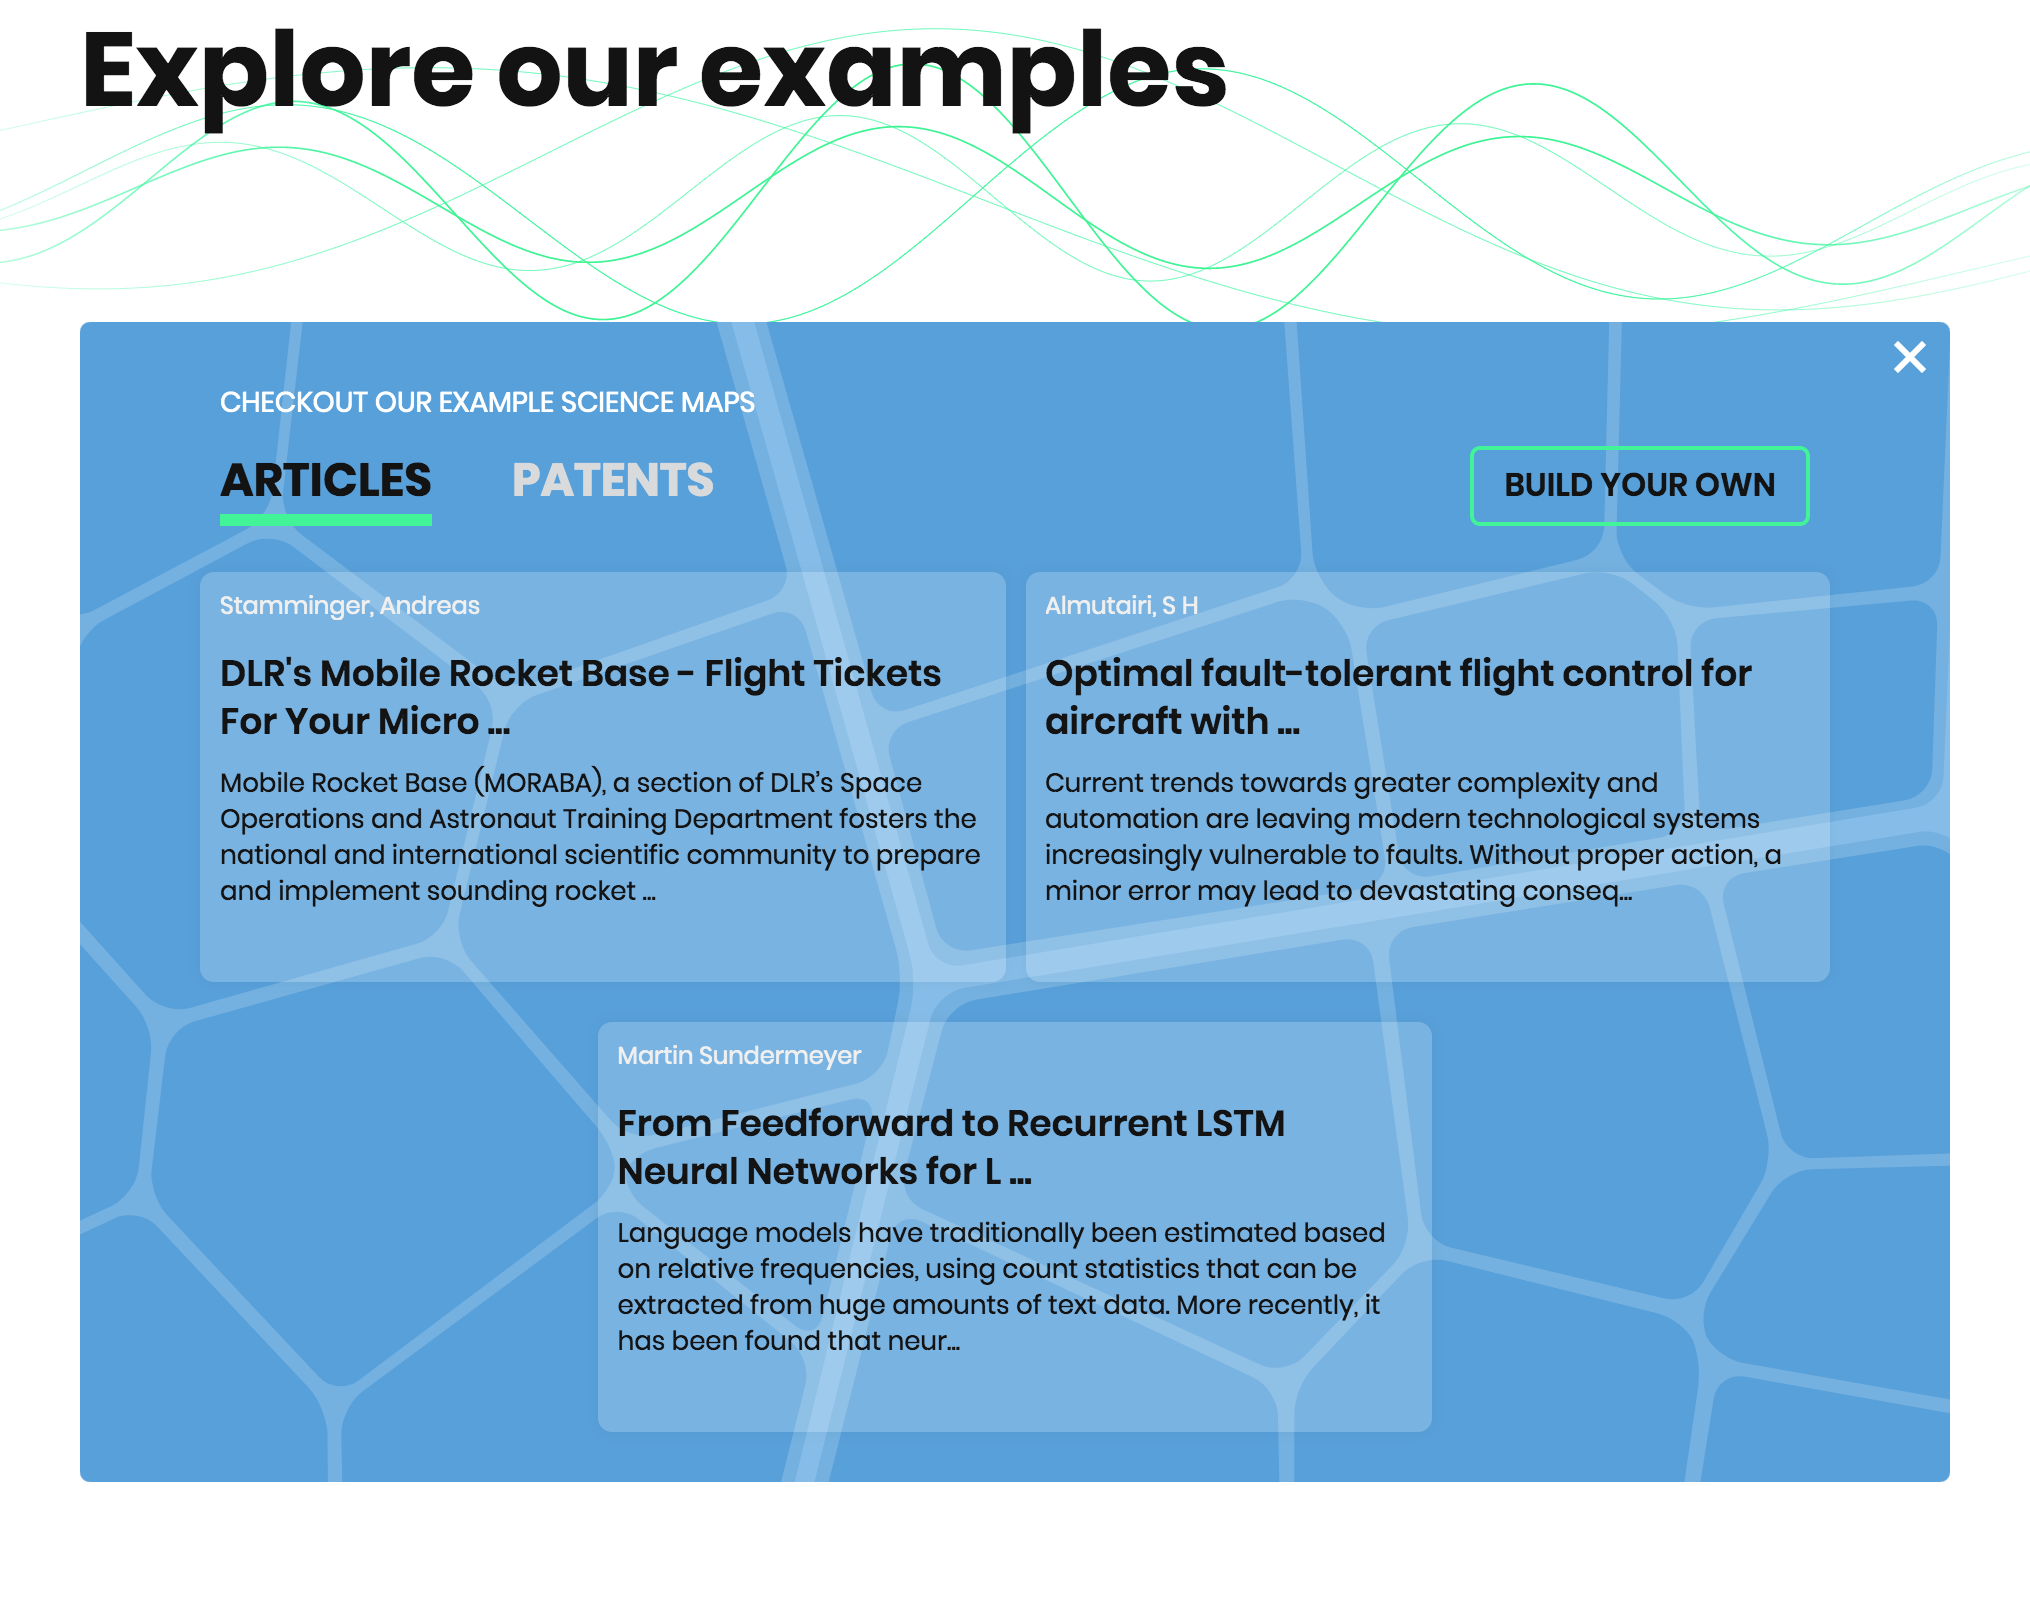 Explore our examples
CHECKOUT OUR EXAMPLE SCIENCE MAPS
ARTICLES PATENTS
BUILD YOUR OWN
Stamminger, Andreas
DLR's Mobile Rocket Base - Flight Tickets
For Your Micro ...
Mobile Rocket Base (MORABA), a section of DLR’s Space
Operations and Astronaut Training Department fosters the
national and international scientific community to prepare
and implement sounding rocket ...
Almutairi, S H
Optimal fault-tolerant flight control for
aircraft with ...
Current trends towards greater complexity and
automation are leaving modern technological systems
increasingly vulnerable to faults. Without proper action, a
minor error may lead to devastating conseq...
Martin Sundermeyer
From Feedforward to Recurrent LSTM
Neural Networks for L ...
Language models have traditionally been estimated based
on relative frequencies, using count statistics that can be
extracted from huge amounts of text data. More recently, it
has been found that neur...